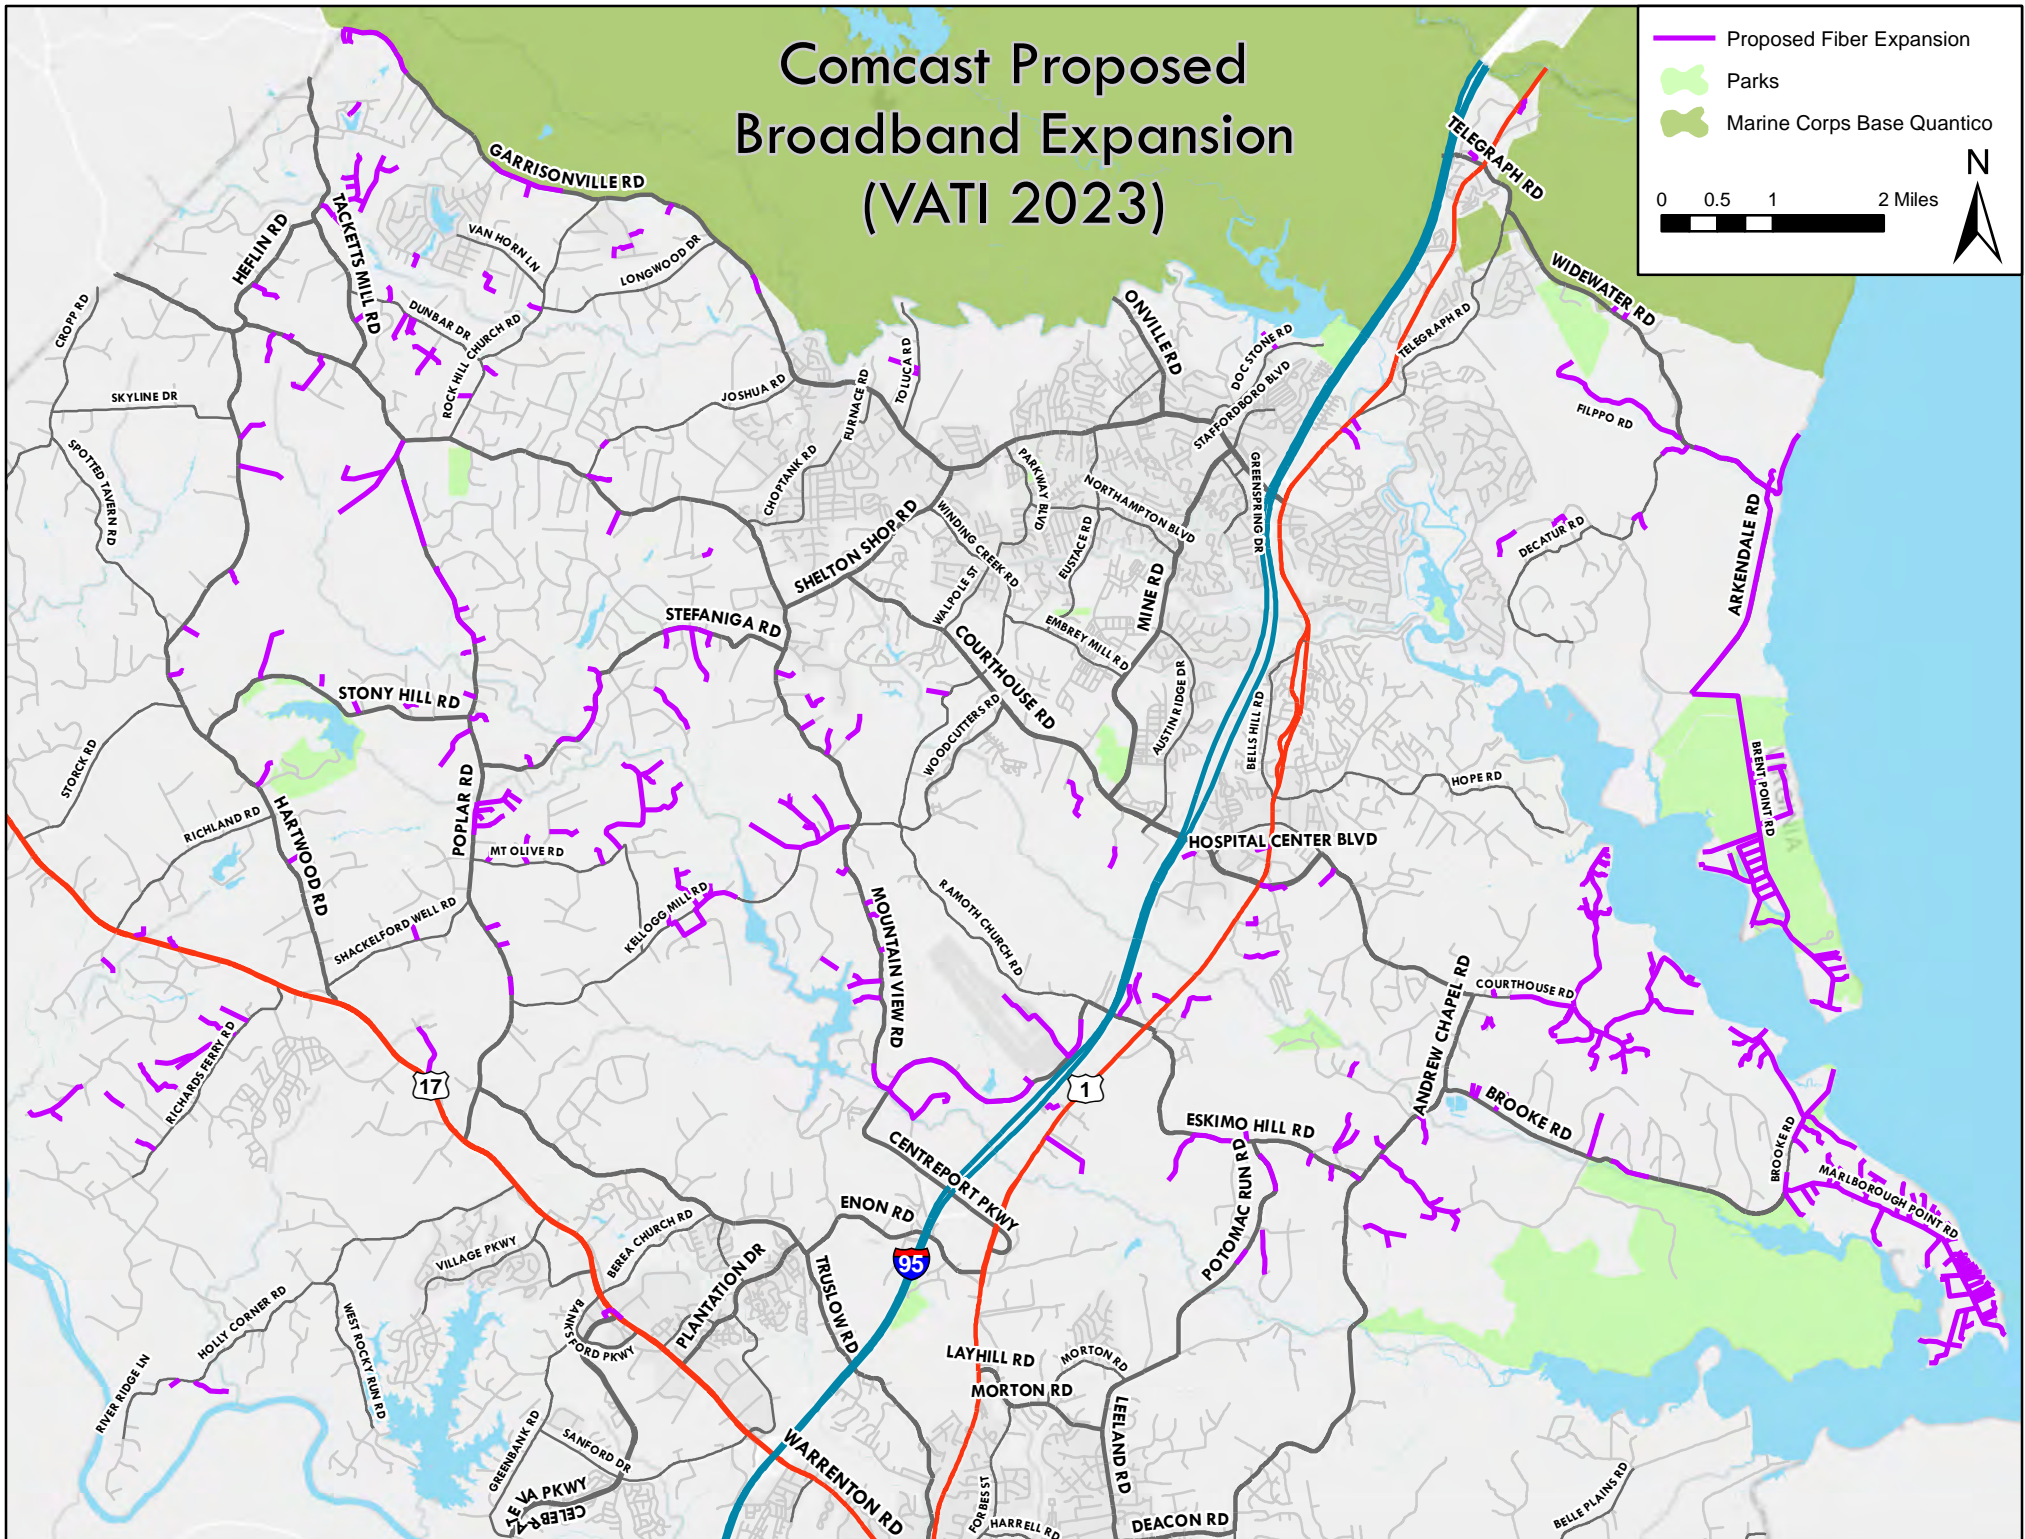 Comcast Proposed
Broadband Expansion
(VATI 2023)
Proposed Fiber Expansion
Parks
Marine Corps Base Quantico
N
0 0.5 1 2 Miles
TELEGRAPH RD
GARRISONVILLE RD
HEFLIN RD
TACKETTS MILL RD
VAN HORN LN
LONGWOOD DR
WIDEWATER RD
CROPP RD
DUNBAR DR
ROCK HILL CHURCH RD
ONVILLE RD
DOC STONE RD
TELEGRAPH RD
STAFFORDBORO BLVD
SKYLINE DR
JOSHUA RD
FURNACE RD
TOLUCA RD
FILPPO RD
SPOTTED TAVERN RD
CHOPTANK RD
PARKWAY BLVD
NORTHAMPTON BLVD
GREENSPRING DR
SHELTON SHOP RD
WINDING CREEK RD
EUSTACE RD
DECATUR RD
ARKENDALE RD
WALPOLE ST
MINE RD
STEFANIGA RD
EMBREY MILL RD
COURTHOUSE RD
AUSTIN RIDGE DR
STONY HILL RD
WOODCUTTERS RD
BELLS HILL RD
STORCK RD
BRENT POINT RD
HOPE RD
RICHLAND RD
HARTWOOD RD
POPLAR RD
MT OLIVE RD
HOSPITAL CENTER BLVD
KELLOGG MILL RD
SHACKELFORD WELL RD
MOUNTAIN VIEW RD
RAMOTH CHURCH RD
ANDREW CHAPEL RD
COURTHOUSE RD
RICHARDS FERRY RD
17
1
ESKIMO HILL RD
BROOKE RD
BROOKE RD
MARLBOROUGH POINT RD
CENTREPORT PKWY
POTOMAC RUN RD
ENON RD
BEREA CHURCH RD
VILLAGE PKWY
PLANTATION DR
95
TRUSLOW RD
HOLLY CORNER RD
WEST ROCKY RUN RD
BANKS FORD PKWY
RIVER RIDGE LN
LAYHILL RD
MORTON RD
MORTON RD
LEELAND RD
GREENBANK RD
SANFORD DR
WARRENTON RD
CELEBRATE VA PKWY
FORBES ST
HARRELL RD
DEACON RD
BELLE PLAINS RD